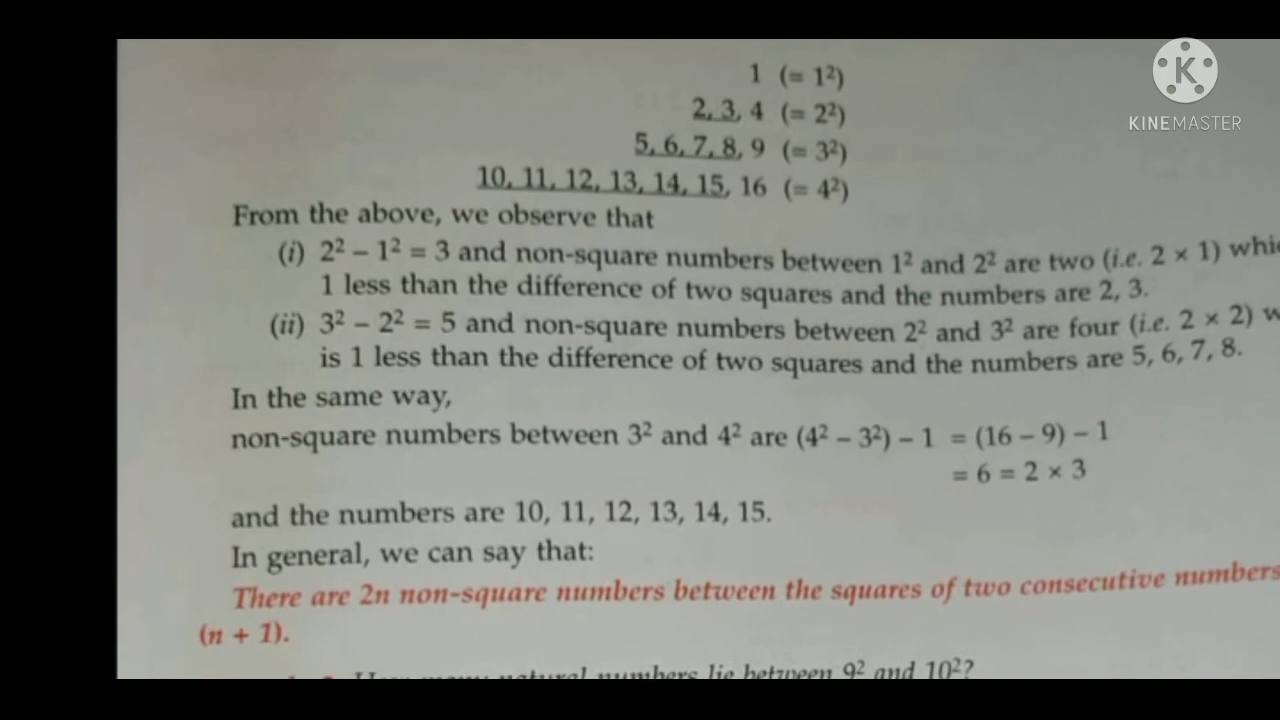 1 (= 1²)
2, 3, 4 (= 2²)
5, 6, 7, 8, 9 (= 3²)
10, 11, 12, 13, 14, 15, 16 (= 4²)
From the above, we observe that
(i) 2² – 1² = 3 and non-square numbers between 1² and 2² are two (i.e. 2 × 1)
1 less than the difference of two squares and the numbers are 2, 3.
(ii) 3² – 2² = 5 and non-square numbers between 2² and 3² are four (i.e. 2 × 2)
is 1 less than the difference of two squares and the numbers are 5, 6, 7, 8.
In the same way,
non-square numbers between 3² and 4² are (4² – 3²) – 1 = (16 – 9) – 1
= 6 = 2 × 3
and the numbers are 10, 11, 12, 13, 14, 15.
In general, we can say that:
There are 2n non-square numbers between the squares of two consecutive numbers
(n + 1).
natural numbers lie between 9² and 10²?
K
KINEMASTER